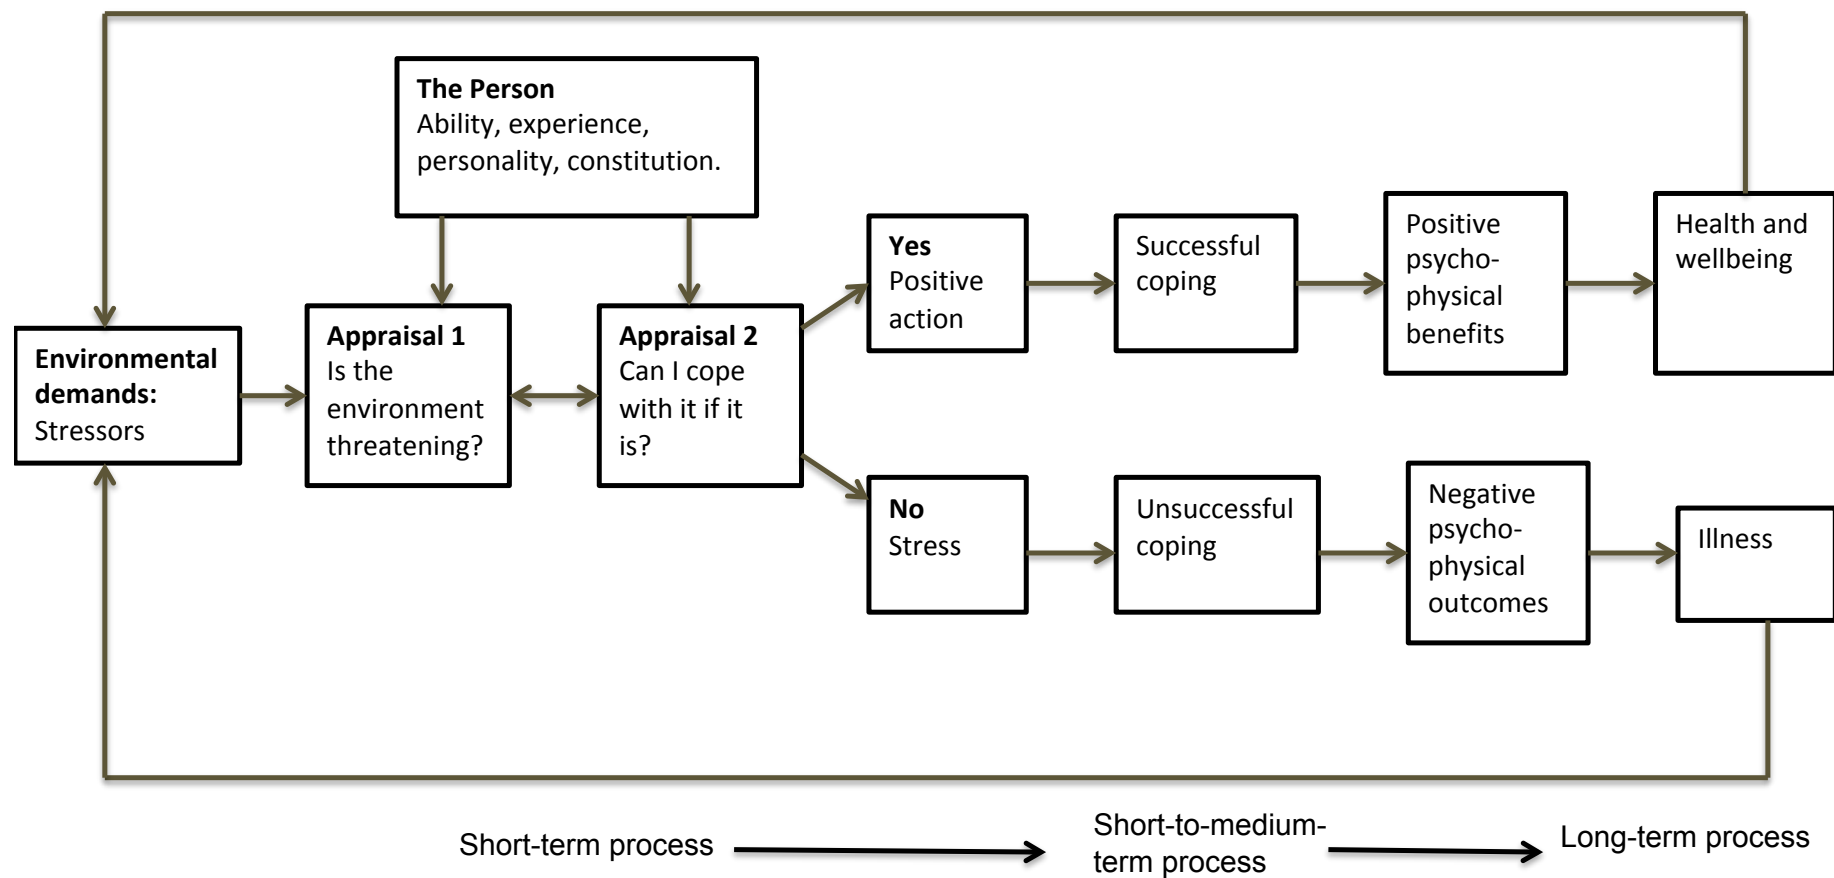 The Person
Ability, experience,
personality, constitution.
Environmental
demands:
Stressors
Appraisal 1
Is the
environment
threatening?
Appraisal 2
Can I cope
with it if it
is?
Yes
Positive
action
Successful
coping
Positive
psycho-
physical
benefits
Health and
wellbeing
No
Stress
Unsuccessful
coping
Negative
psycho-
physical
outcomes
Illness
Short-term process
Short-to-medium-
term process
Long-term process